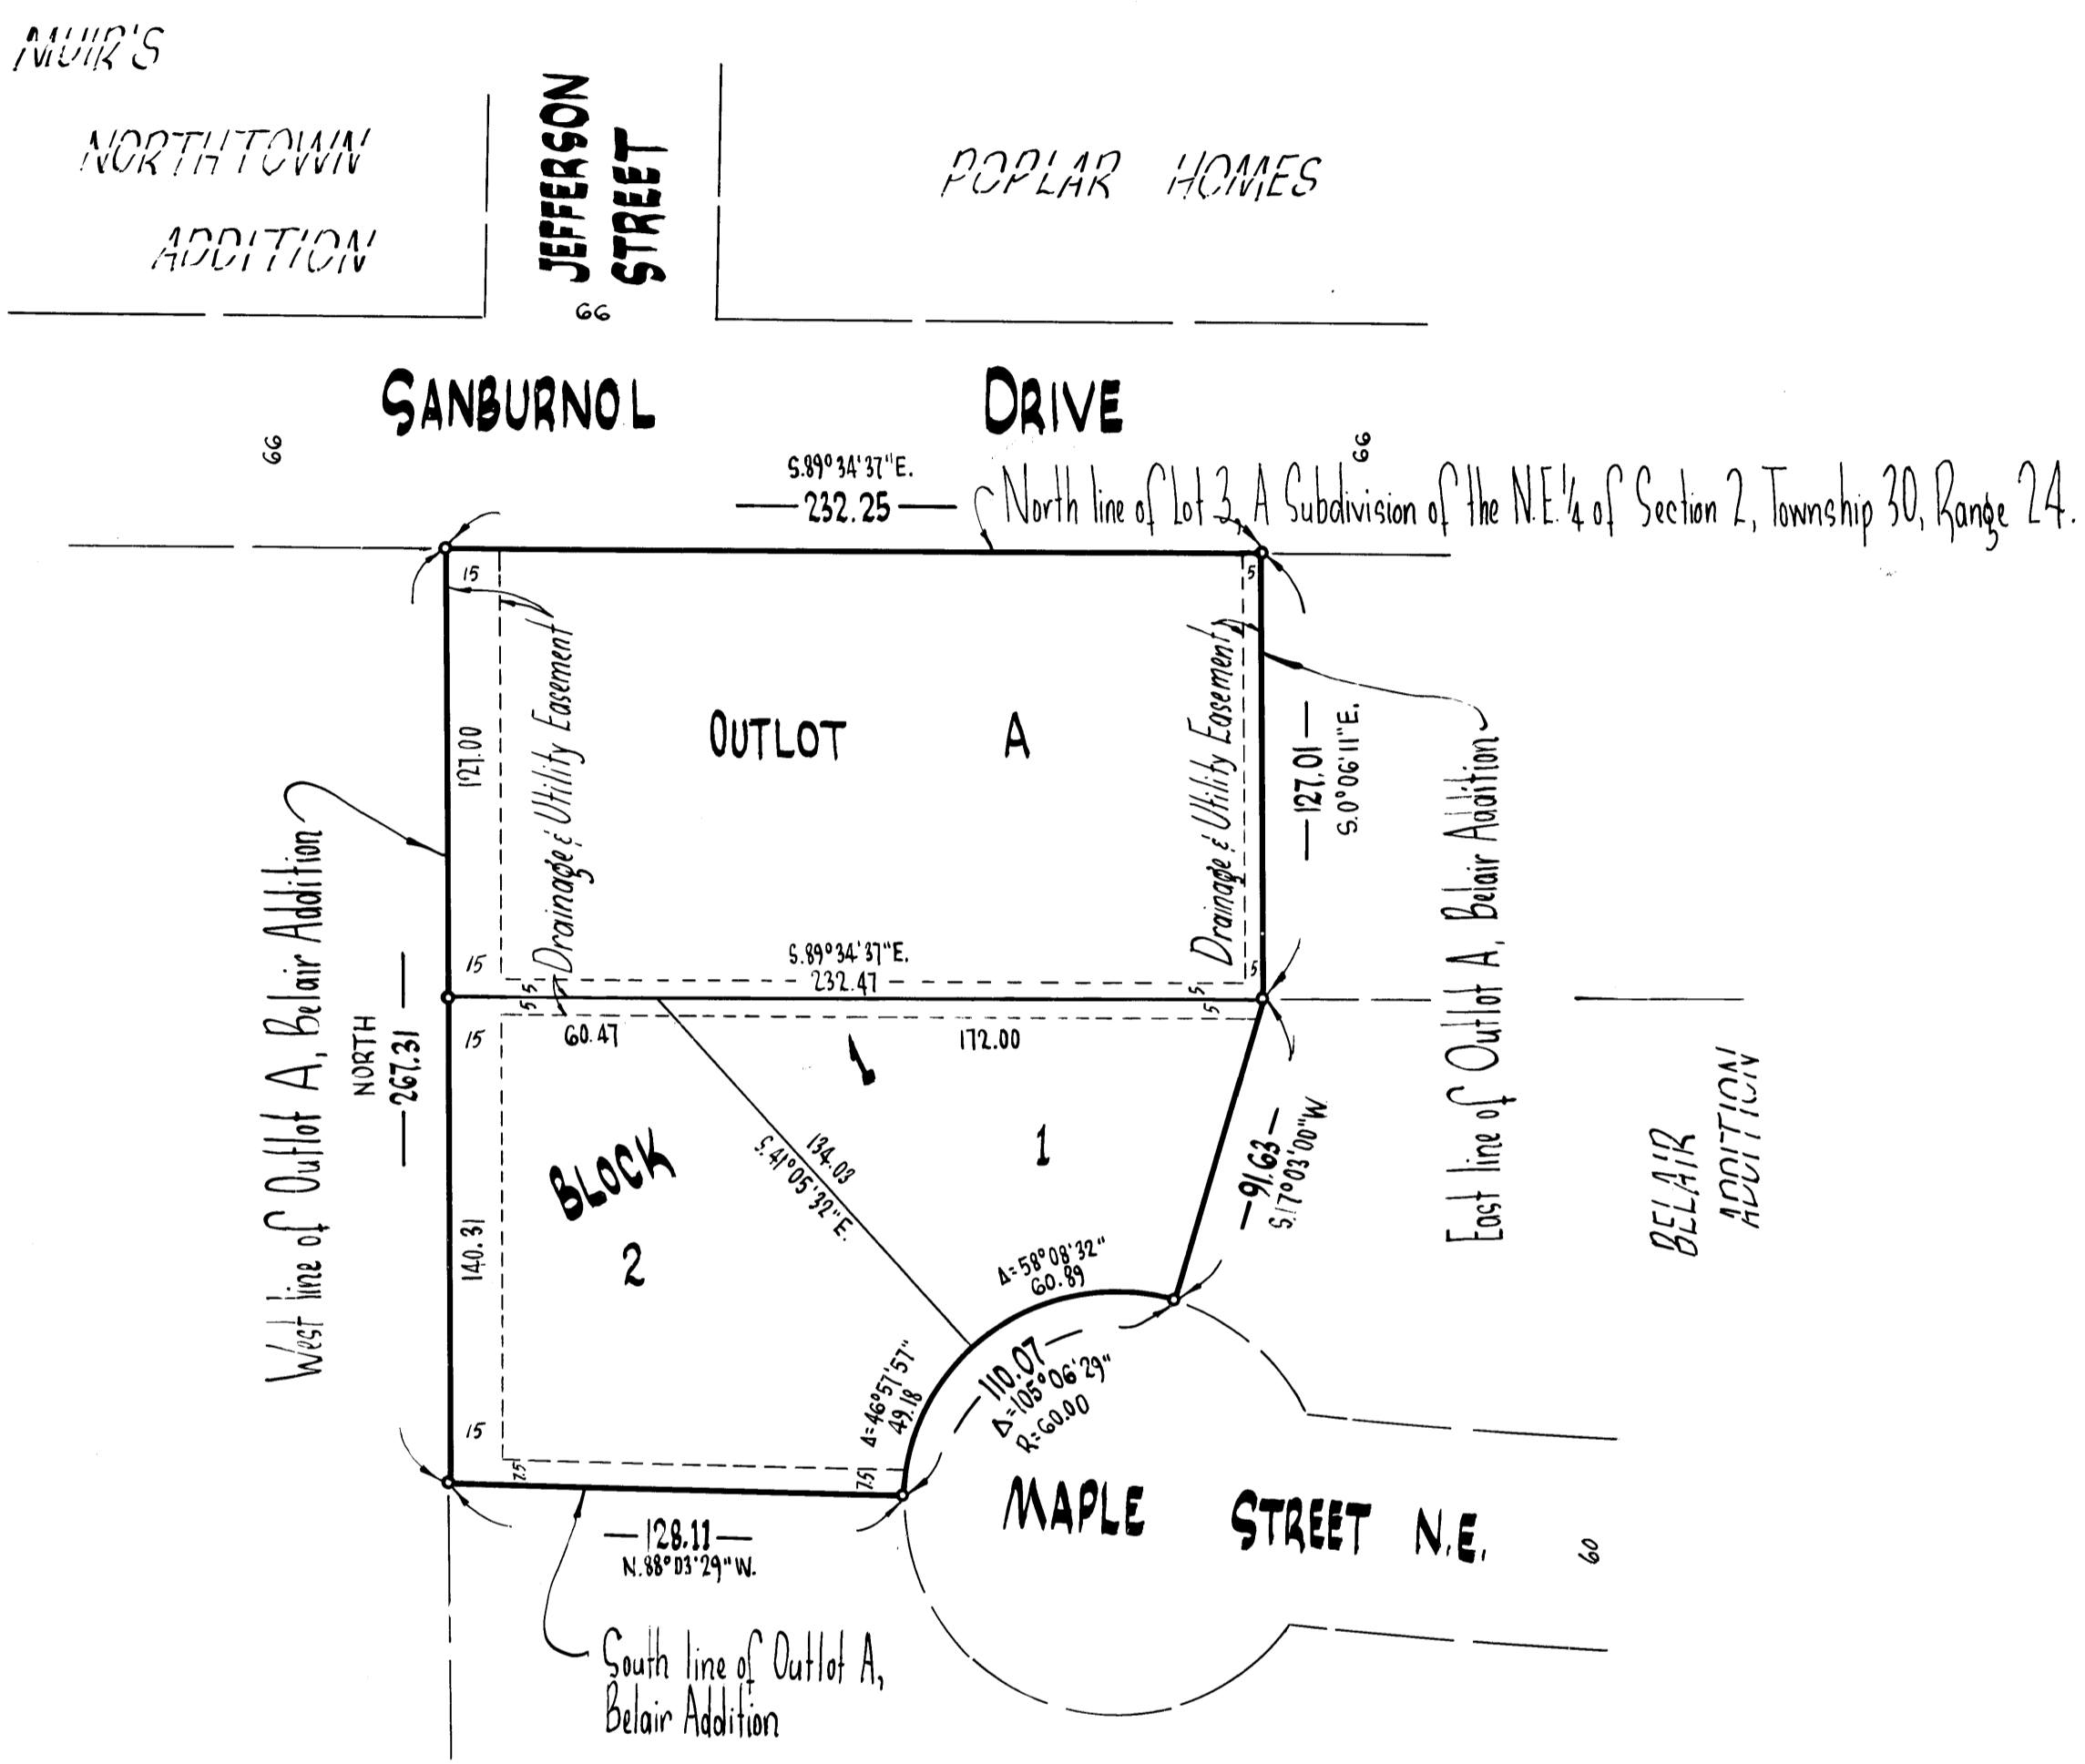 MUIR'S
NORTHTOWN
ADDITION
JEFFERSON
STREET
66
POPLAR HOMES
SANBURNOL DRIVE
66
66
S.89°34'37"E.
232.25
North line of Lot 3, A Subdivision of the N.E.¼ of Section 2, Township 30, Range 24.
15
5
Drainage & Utility Easement
Drainage & Utility Easement
127.00
OUTLOT A
127.01
S.0°06'11"E.
West line of Outlot A, Belair Addition
East line of Outlot A, Belair Addition
NORTH
267.31
S.89°34'37"E.
232.47
15
5
5
5
5
5
15
60.47
172.00
1
BLOCK
2
1
134.03
S.41°05'32"E.
91.63
S.17°03'00"W.
BELAIR
ADDITION
140.31
Δ=58°08'32"
60.89
Δ=46°57'57"
49.18
110.07
Δ=105°06'29"
R=60.00
15
7.5
7.5
128.11
N.88°03'29"W.
MAPLE STREET N.E.
60
South line of Outlot A,
Belair Addition